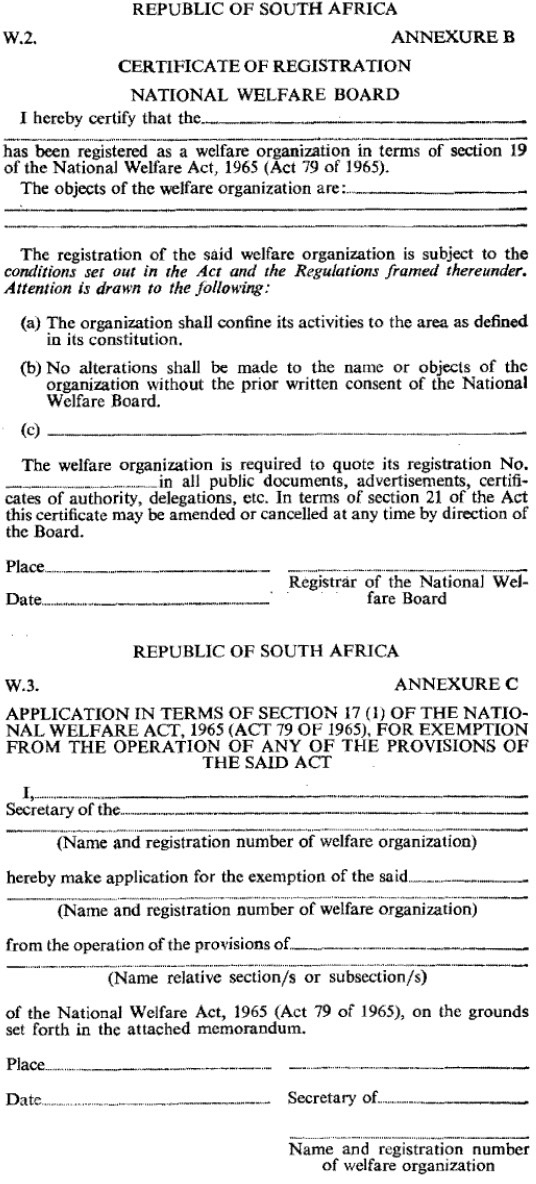 REPUBLIC OF SOUTH AFRICA
W.2. ANNEXURE B
CERTIFICATE OF REGISTRATION
NATIONAL WELFARE BOARD
I hereby certify that the
has been registered as a welfare organization in terms of section 19
of the National Welfare Act, 1965 (Act 79 of 1965).
The objects of the welfare organization are:
The registration of the said welfare organization is subject to the
conditions set out in the Act and the Regulations framed thereunder.
Attention is drawn to the following:
(a) The organization shall confine its activities to the area as defined
in its constitution.
(b) No alterations shall be made to the name or objects of the
organization without the prior written consent of the National
Welfare Board.
(c)
The welfare organization is required to quote its registration No.
in all public documents, advertisements, certifi-
cates of authority, delegations, etc. In terms of section 21 of the Act
this certificate may be amended or cancelled at any time by direction of
the Board.
Place
Registrar of the National Wel-
Date fare Board
REPUBLIC OF SOUTH AFRICA
W.3. ANNEXURE C
APPLICATION IN TERMS OF SECTION 17 (1) OF THE NATIO-
NAL WELFARE ACT, 1965 (ACT 79 OF 1965), FOR EXEMPTION
FROM THE OPERATION OF ANY OF THE PROVISIONS OF
THE SAID ACT
I,
Secretary of the
(Name and registration number of welfare organization)
hereby make application for the exemption of the said
(Name and registration number of welfare organization)
from the operation of the provisions of
(Name relative section/s or subsection/s)
of the National Welfare Act, 1965 (Act 79 of 1965), on the grounds
set forth in the attached memorandum.
Place
Date Secretary of
Name and registration number
of welfare organization